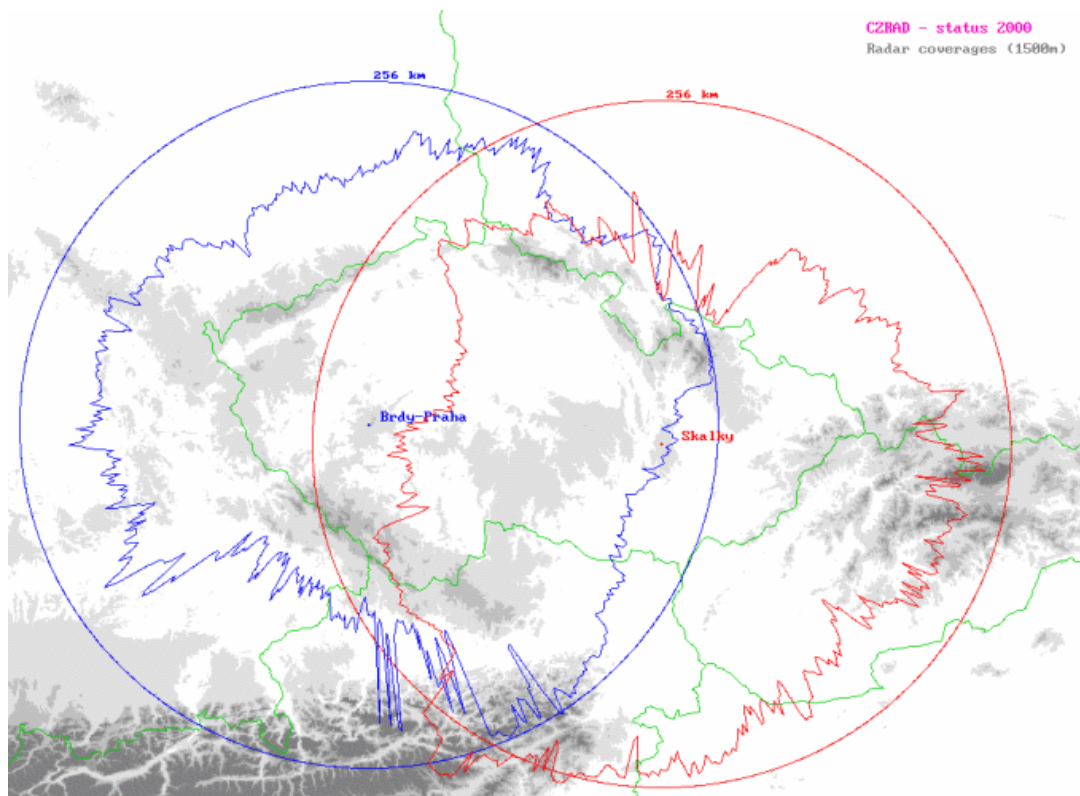 CZRAD - status 2000
Radar coverages (1500m)
256 km
256 km
Brdy-Praha
Skalky